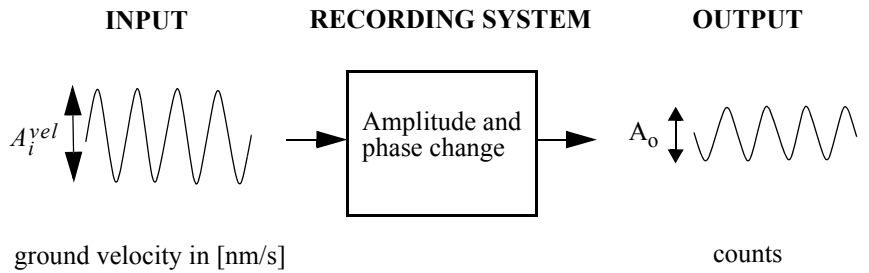 INPUT
RECORDING SYSTEM
OUTPUT
A_i^{vel}
Amplitude and
phase change
A_o
ground velocity in [nm/s]
counts